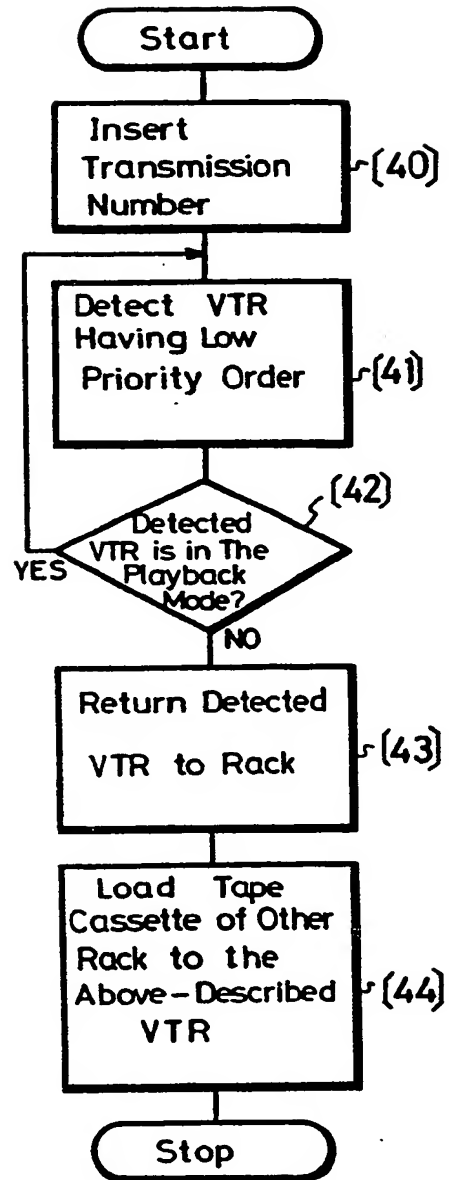 Start
Insert
Transmission
Number
[40]
Detect VTR
Having Low
Priority Order
[41]
[42]
Detected
VTR is in The
Playback
Mode?
YES
NO
Return Detected
VTR to Rack
[43]
Load Tape
Cassette of Other
Rack to the
Above-Described
VTR
[44]
Stop